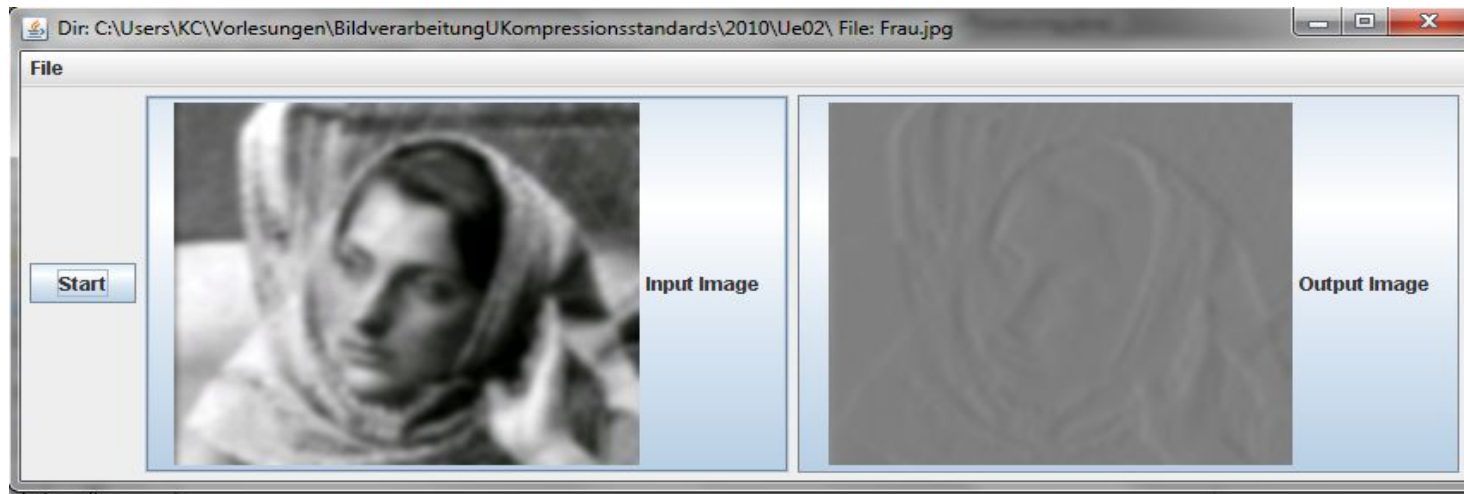 Dir: C:\Users\KC\Vorlesungen\BildverarbeitungUKompressionsstandards\2010\Ue02\ File: Frau.jpg
File
Start
Input Image
Output Image